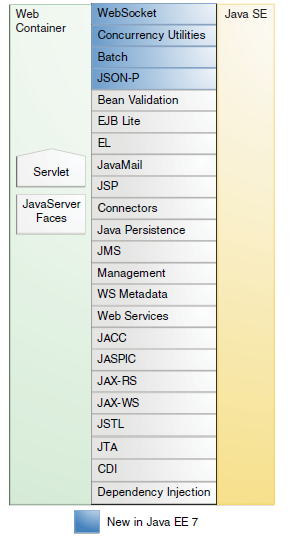 Web
Container
Servlet
JavaServer
Faces
WebSocket
Concurrency Utilities
Batch
JSON-P
Bean Validation
EJB Lite
EL
JavaMail
JSP
Connectors
Java Persistence
JMS
Management
WS Metadata
Web Services
JACC
JASPIC
JAX-RS
JAX-WS
JSTL
JTA
CDI
Dependency Injection
Java SE
New in Java EE 7